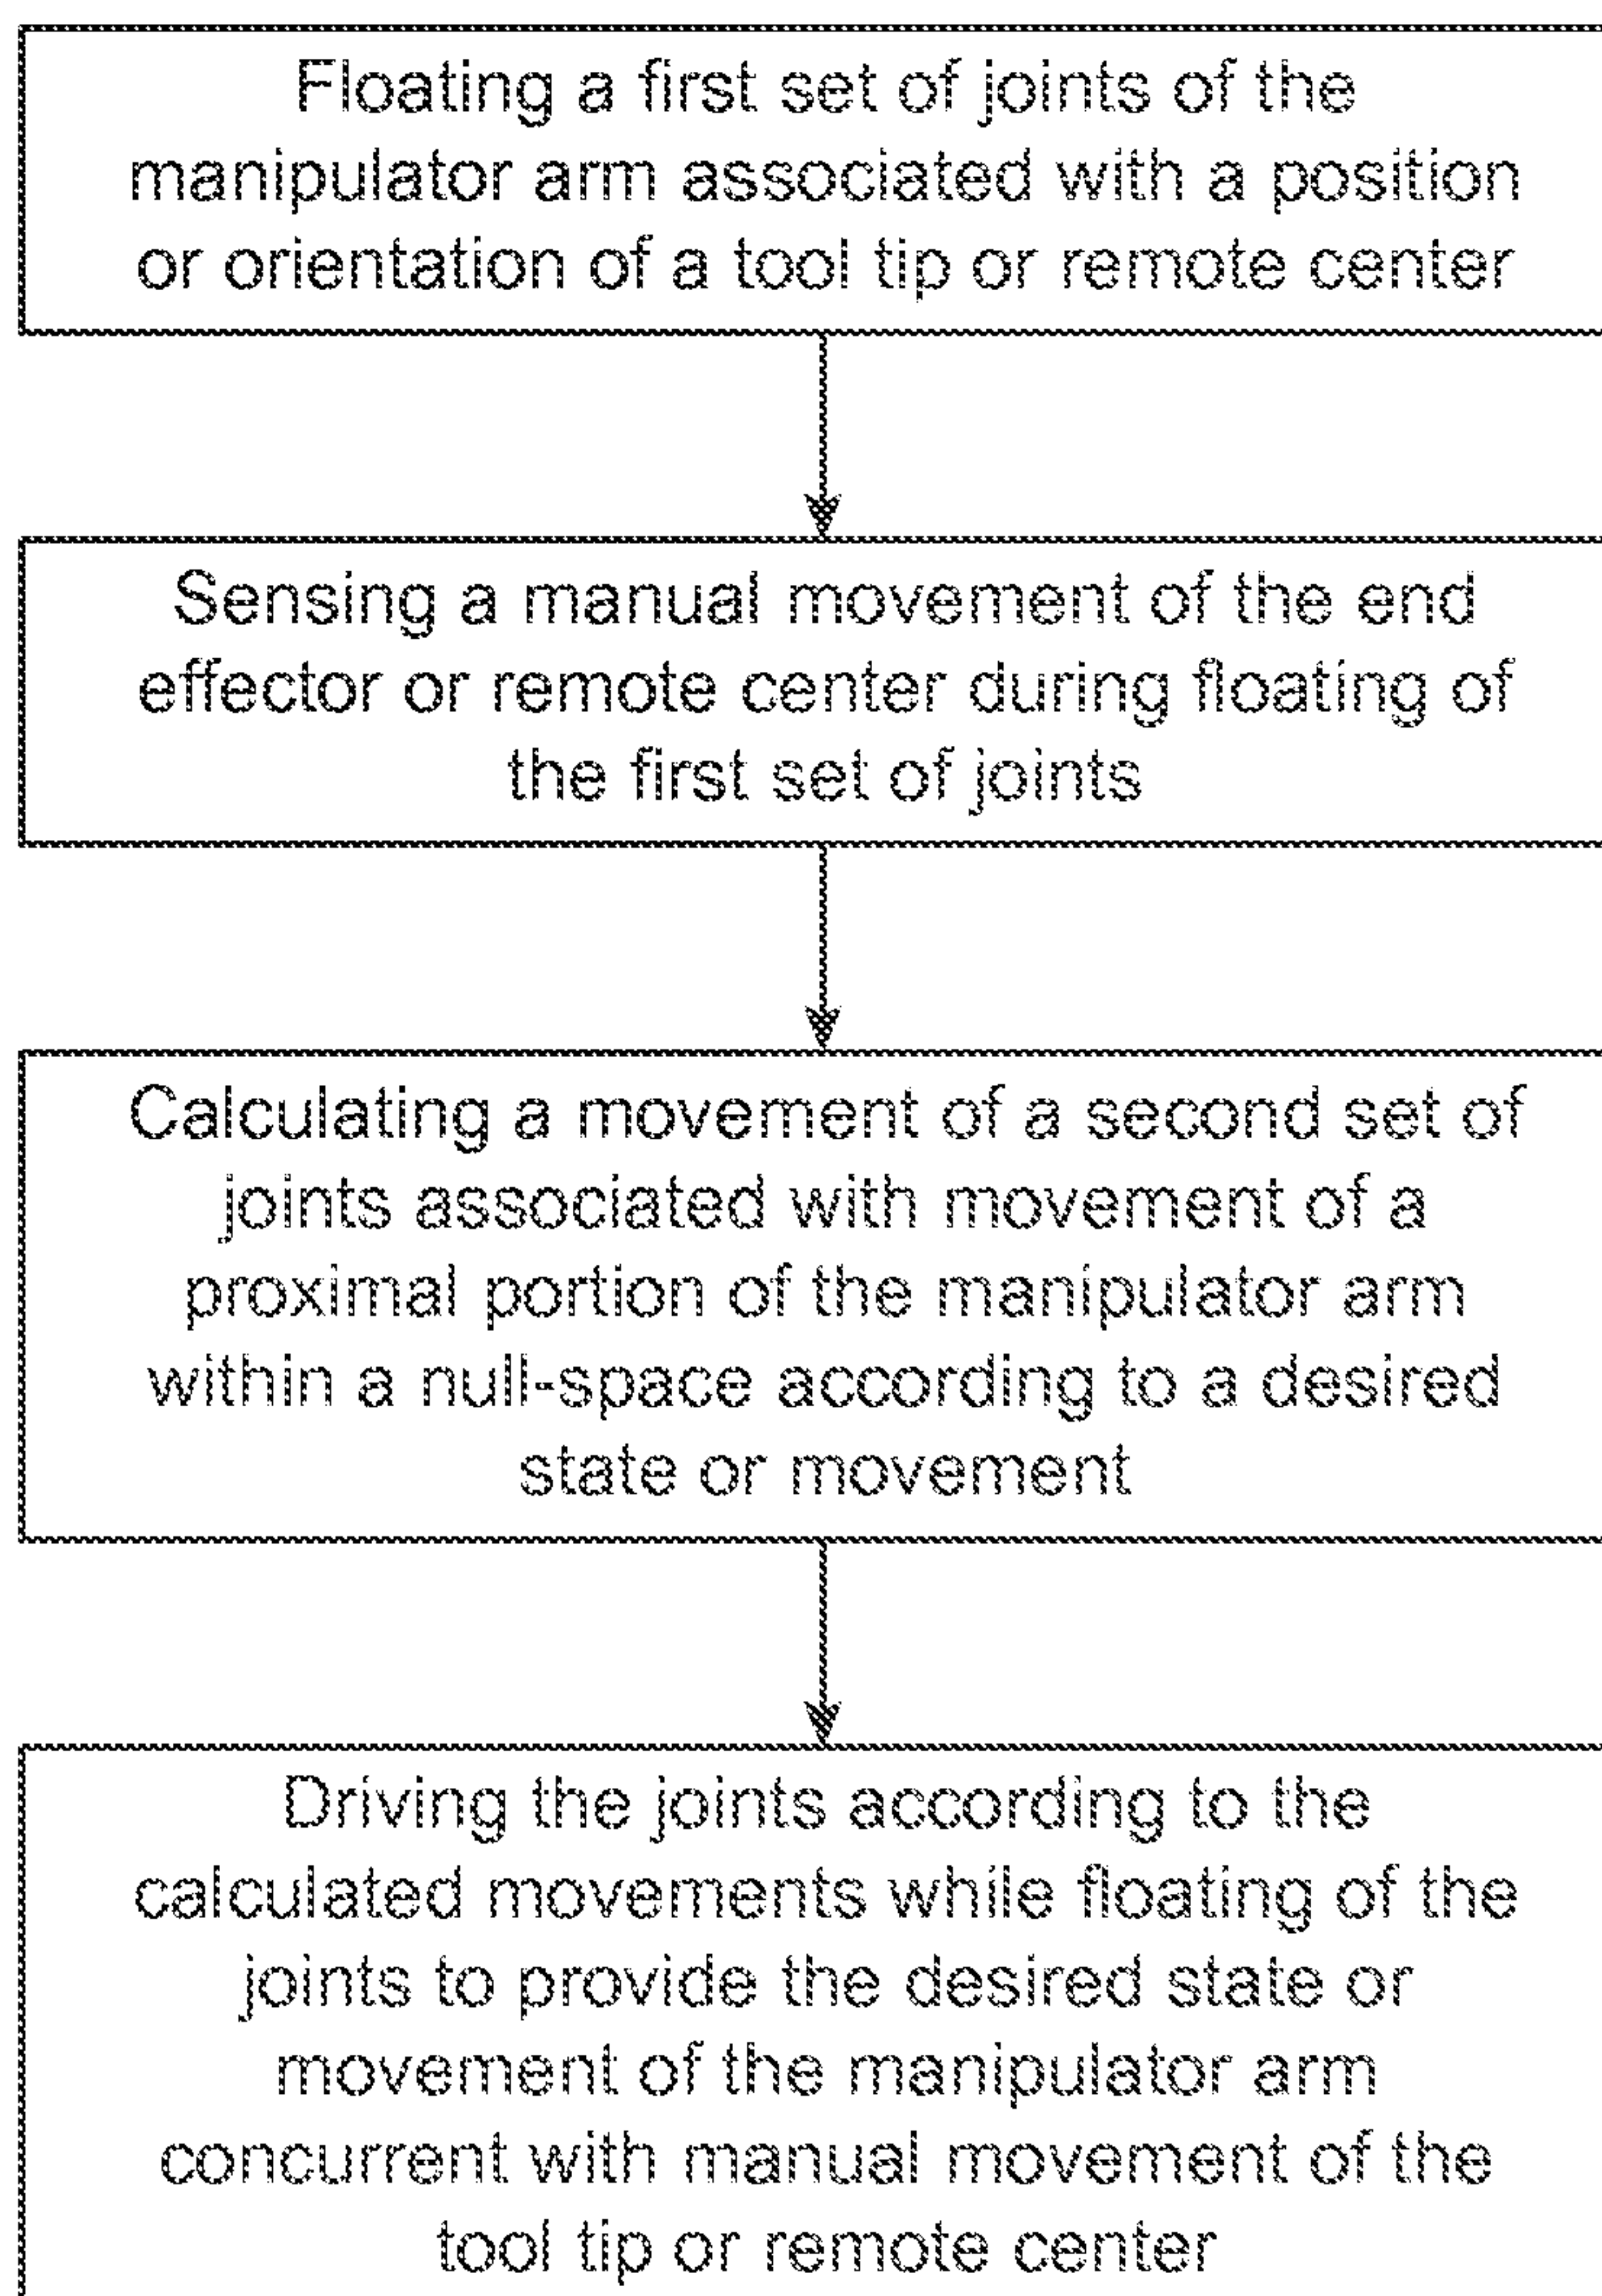 Floating a first set of joints of the
manipulator arm associated with a position
or orientation of a tool tip or remote center
Sensing a manual movement of the end
effector or remote center during floating of
the first set of joints
Calculating a movement of a second set of
joints associated with movement of a
proximal portion of the manipulator arm
within a null-space according to a desired
state or movement
Driving the joints according to the
calculated movements while floating of the
joints to provide the desired state or
movement of the manipulator arm
concurrent with manual movement of the
tool tip or remote center